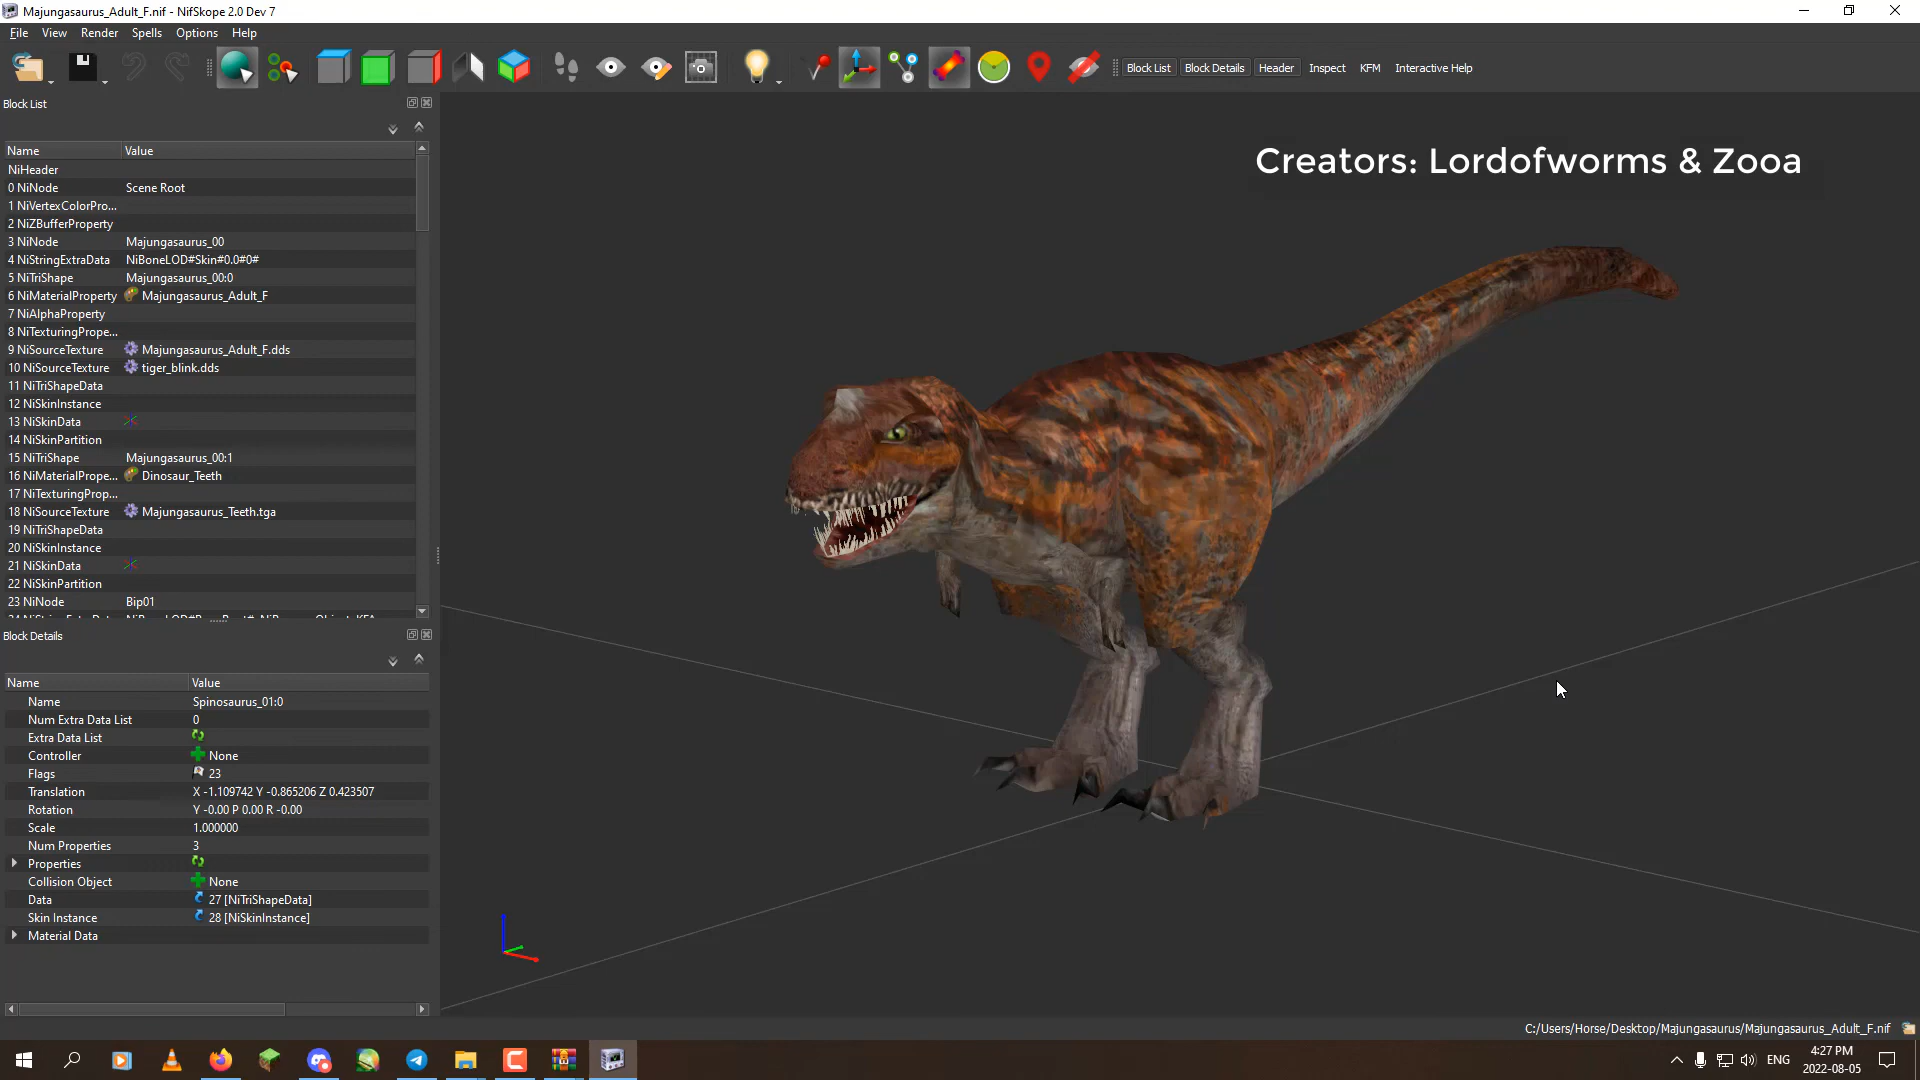 Majungasaurus_Adult_F.nif - NifSkope 2.0 Dev 7
File View Render Spells Options Help
Block List Block Details Header Inspect KFM Interactive Help
Block List
Name Value
NiHeader
0 NiNode Scene Root
1 NiVertexColorPro...
2 NiZBufferProperty
3 NiNode Majungasaurus_00
4 NiStringExtraData NiBoneLOD#Skin#0.0#0#
5 NiTriShape Majungasaurus_00:0
6 NiMaterialProperty Majungasaurus_Adult_F
7 NiAlphaProperty
8 NiTexturingPrope...
9 NiSourceTexture Majungasaurus_Adult_F.dds
10 NiSourceTexture tiger_blink.dds
11 NiTriShapeData
12 NiSkinInstance
13 NiSkinData
14 NiSkinPartition
15 NiTriShape Majungasaurus_00:1
16 NiMaterialPrope... Dinosaur_Teeth
17 NiTexturingProp...
18 NiSourceTexture Majungasaurus_Teeth.tga
19 NiTriShapeData
20 NiSkinInstance
21 NiSkinData
22 NiSkinPartition
23 NiNode Bip01
Block Details
Name Value
Name Spinosaurus_01:0
Num Extra Data List 0
Extra Data List
Controller None
Flags 23
Translation X -1.109742 Y -0.865206 Z 0.423507
Rotation Y -0.00 P 0.00 R -0.00
Scale 1.000000
Num Properties 3
Properties
Collision Object None
Data 27 [NiTriShapeData]
Skin Instance 28 [NiSkinInstance]
Material Data
Creators: Lordofworms & Zooa
C:/Users/Horse/Desktop/Majungasaurus/Majungasaurus_Adult_F.nif
ENG
4:27 PM
2022-08-05